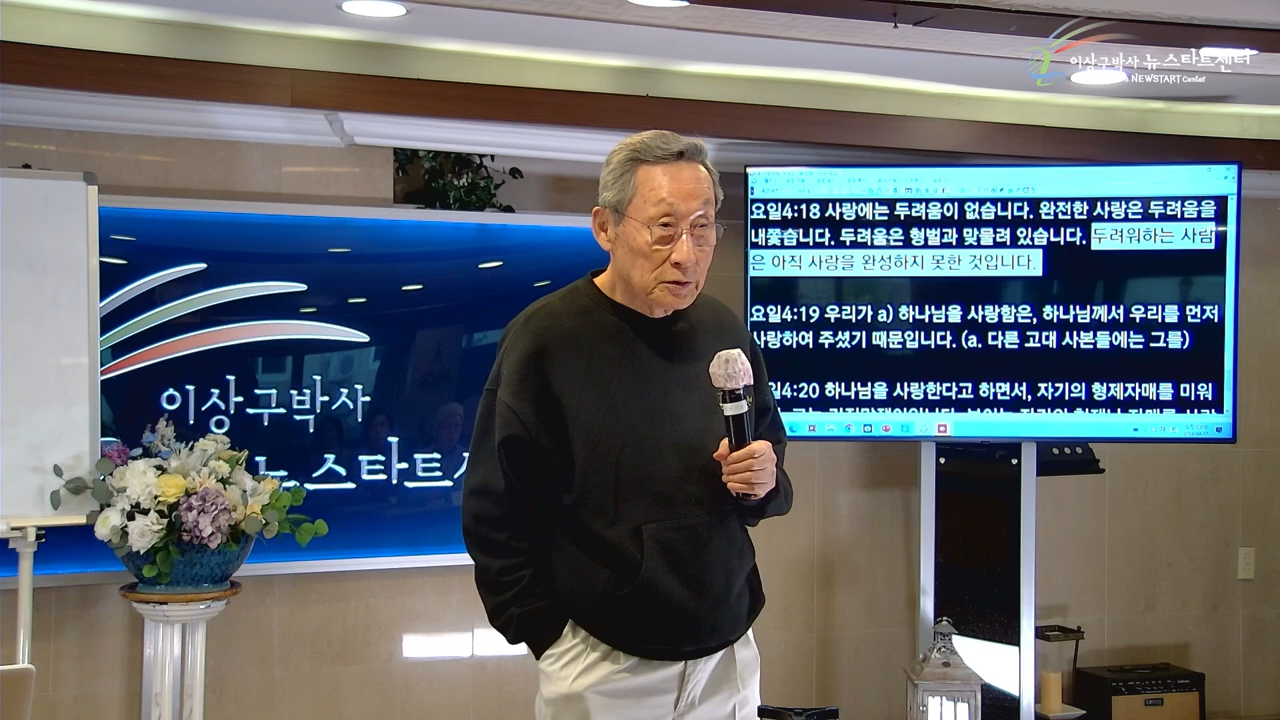 이상구박사 뉴스타트센터
NEWSTART Center
요일4:18 사랑에는 두려움이 없습니다. 완전한 사랑은 두려움을
내쫓습니다. 두려움은 형벌과 맞물려 있습니다. 두려워하는 사람
은 아직 사랑을 완성하지 못한 것입니다.
요일4:19 우리가 a) 하나님을 사랑함은, 하나님께서 우리를 먼저
사랑하여 주셨기 때문입니다. (a. 다른 고대 사본들에는 그를)
일4:20 하나님을 사랑한다고 하면서, 자기의 형제자매를 미워
이상구박사
뉴스타트